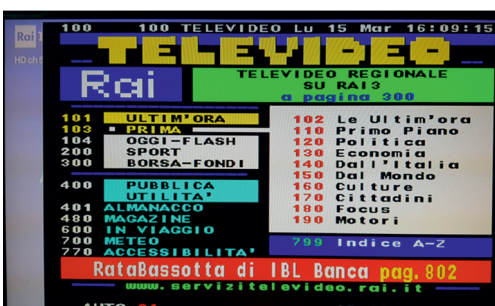 Rai
HD ch 5
100 100 TELEVIDEO Lu 15 Mar 16:09:15
TELEVIDEO
Rai
TELEVIDEO REGIONALE
SU RAI3
a pagina 300
101 ULTIM'ORA
103 PRIMA
104 OGGI-FLASH
200 SPORT
300 BORSA-FONDI
400 PUBBLICA
UTILITA'
401 ALMANACCO
480 MAGAZINE
600 IN VIAGGIO
700 METEO
770 ACCESSIBILITA'
102 Le Ultim'ora
110 Primo Piano
120 Politica
130 Economia
140 Dall'Italia
150 Dal Mondo
160 Culture
170 Cittadini
180 Focus
190 Motori
799 Indice A-Z
RataBassotta di IBL Banca pag.802
www.servizitelevideo.rai.it